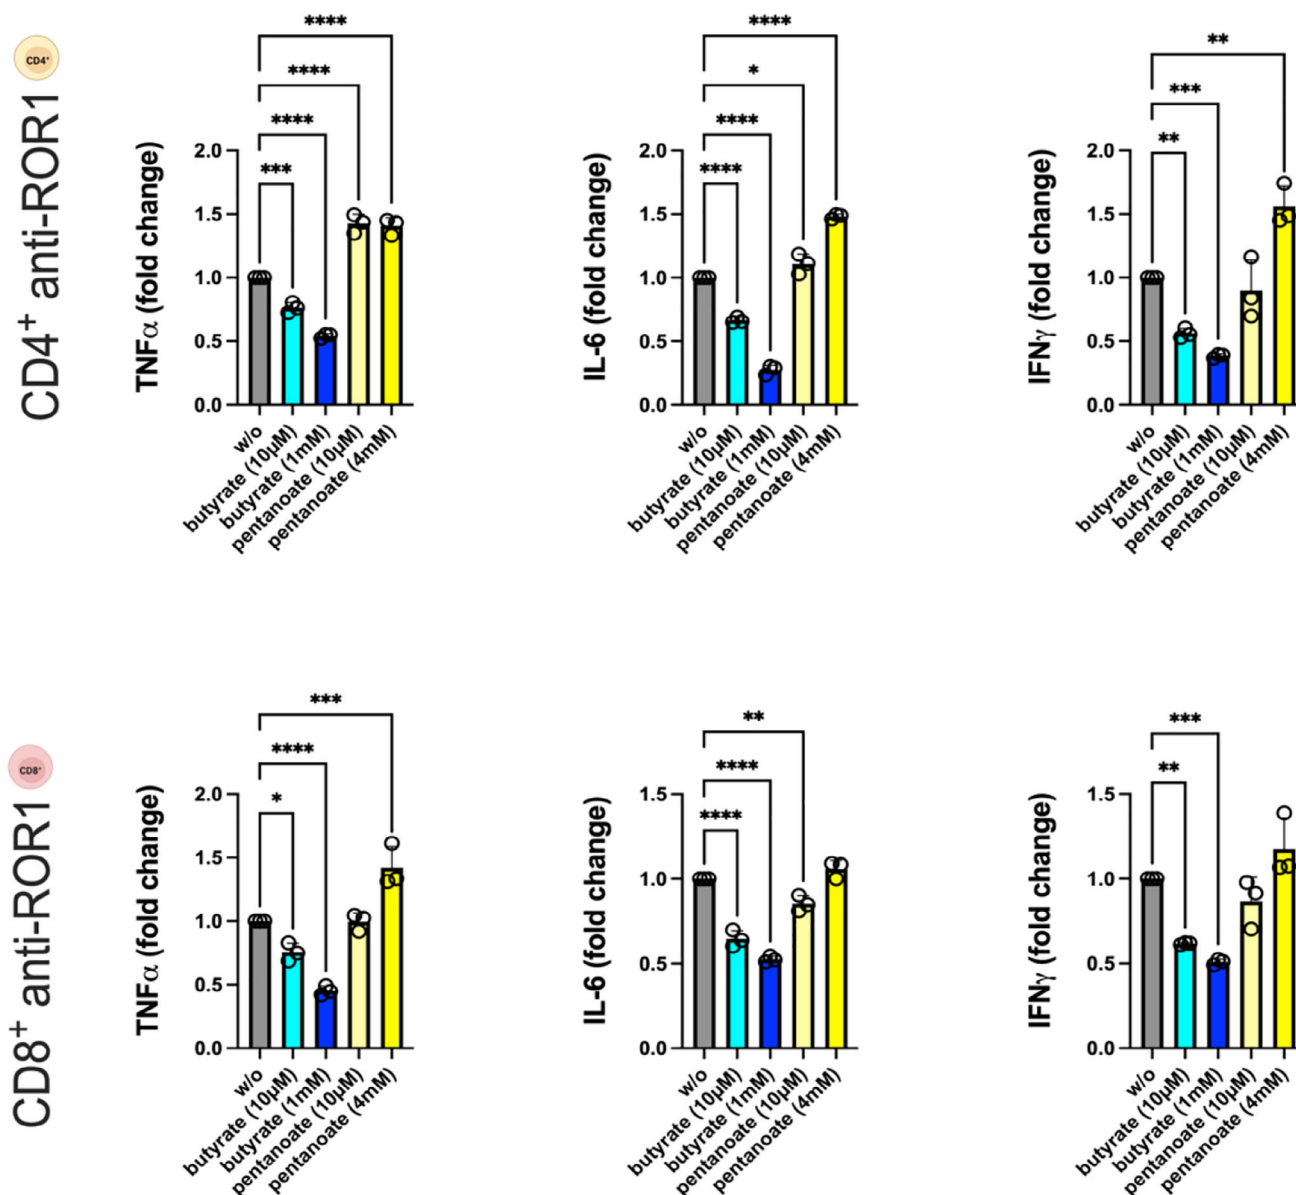 CD4⁺ anti-ROR1
CD4⁺
****
****
****
***
TNFα (fold change)
2.0
1.5
1.0
0.5
0.0
w/o
butyrate (10μM)
butyrate (1mM)
pentanoate (10μM)
pentanoate (4mM)
****
*
****
****
IL-6 (fold change)
2.0
1.5
1.0
0.5
0.0
w/o
butyrate (10μM)
butyrate (1mM)
pentanoate (10μM)
pentanoate (4mM)
**
***
**
IFNγ (fold change)
2.0
1.5
1.0
0.5
0.0
w/o
butyrate (10μM)
butyrate (1mM)
pentanoate (10μM)
pentanoate (4mM)
CD8⁺ anti-ROR1
CD8⁺
***
****
*
TNFα (fold change)
2.0
1.5
1.0
0.5
0.0
w/o
butyrate (10μM)
butyrate (1mM)
pentanoate (10μM)
pentanoate (4mM)
**
****
****
IL-6 (fold change)
1.5
1.0
0.5
0.0
w/o
butyrate (10μM)
butyrate (1mM)
pentanoate (10μM)
pentanoate (4mM)
***
**
IFNγ (fold change)
1.5
1.0
0.5
0.0
w/o
butyrate (10μM)
butyrate (1mM)
pentanoate (10μM)
pentanoate (4mM)